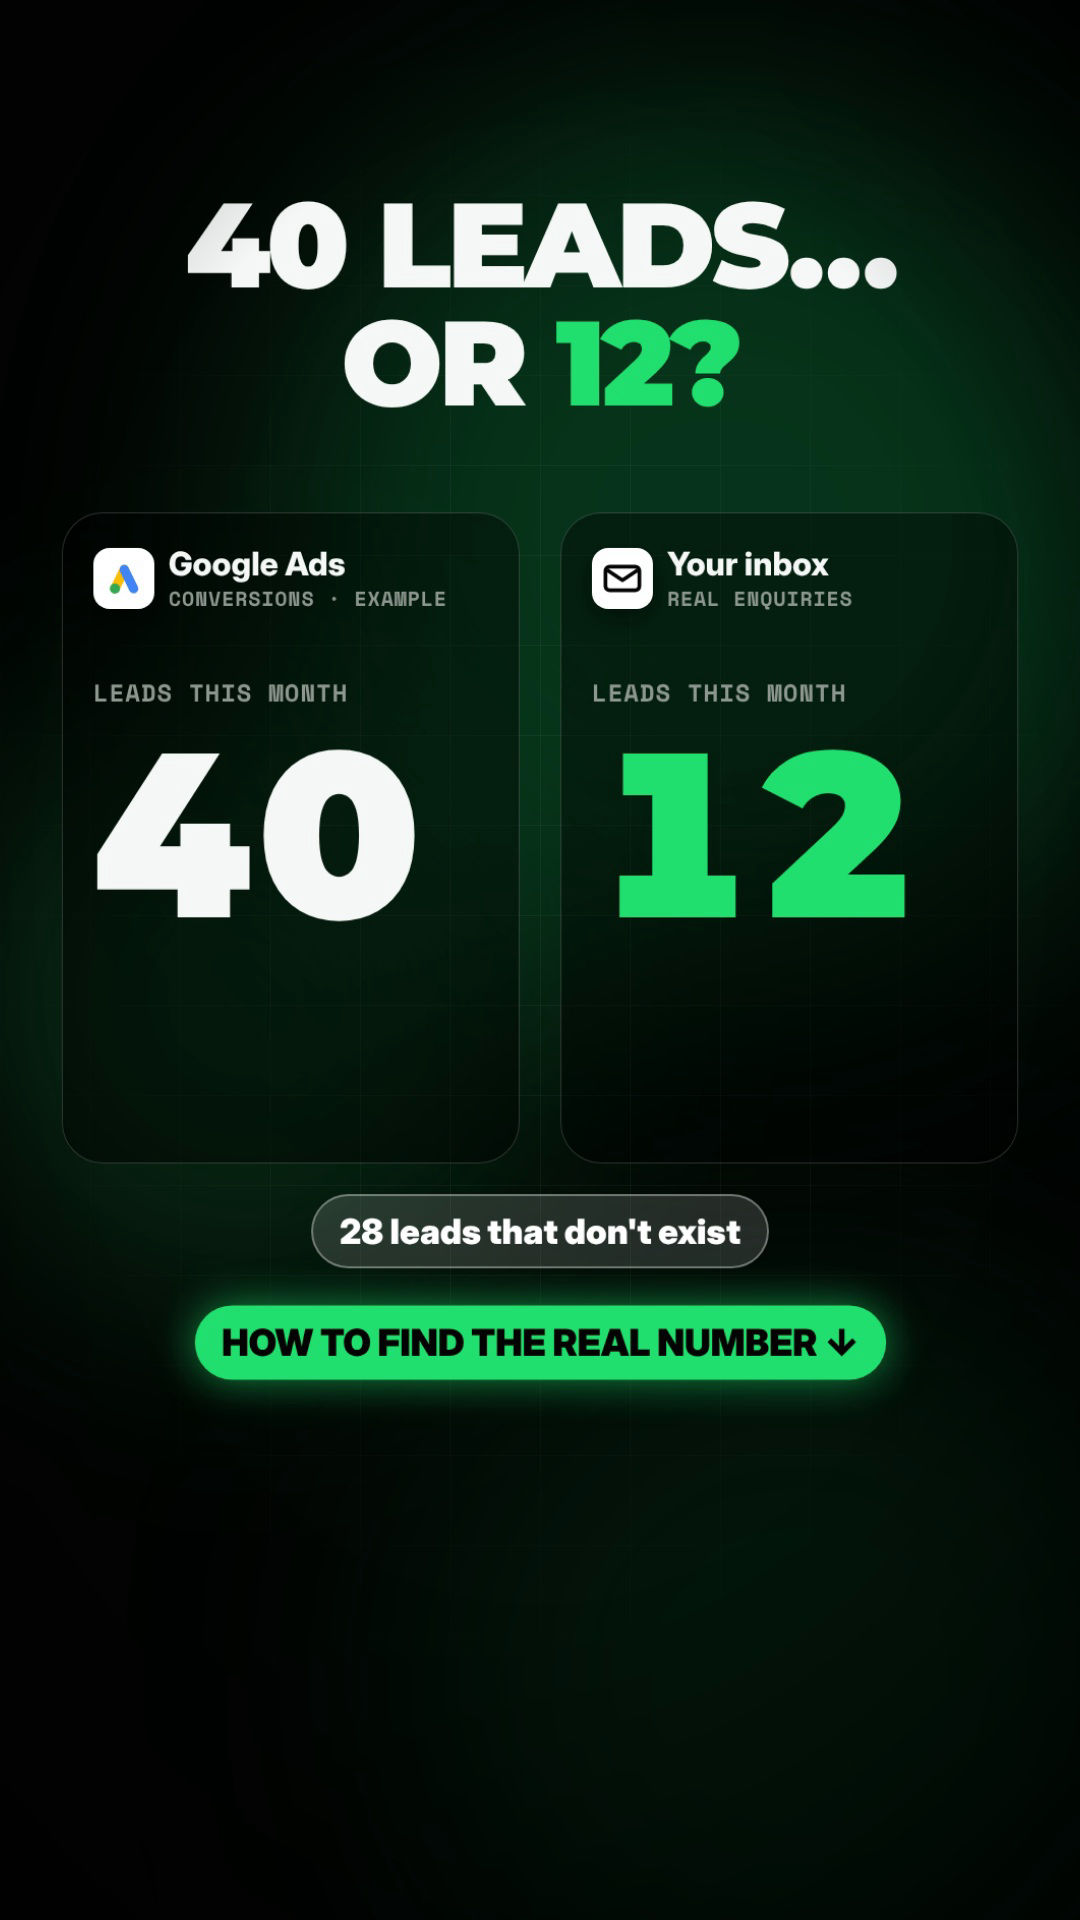 40 LEADS...
OR 12?
Google Ads
CONVERSIONS · EXAMPLE
LEADS THIS MONTH
40
Your inbox
REAL ENQUIRIES
LEADS THIS MONTH
12
28 leads that don't exist
HOW TO FIND THE REAL NUMBER ↓